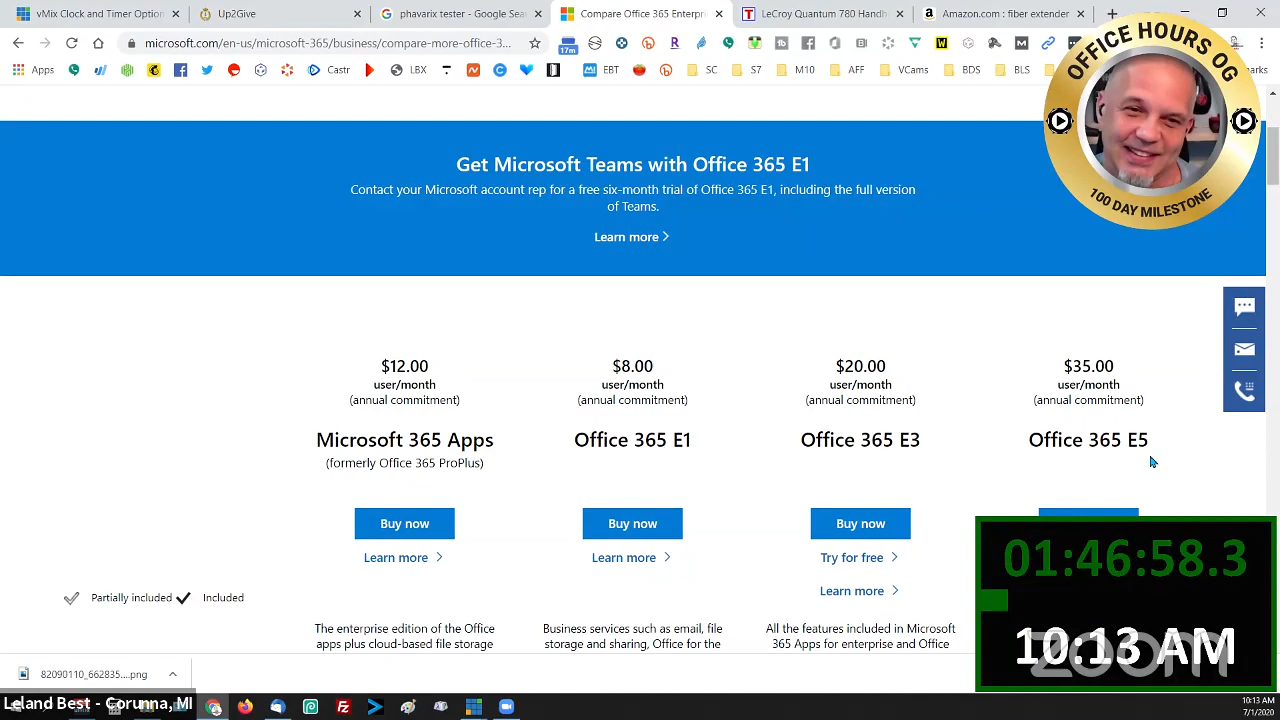 vMix Clock and Timer Option
Up2Give
phavarix tester - Google Sea
Compare Office 365 Enterpri
LeCroy Quantum 780 Handh
Amazon.com: fiber extender
microsoft.com/en-us/microsoft-365/business/compare-more-office-365...
17m
Apps
Castr
LBX
EBT
SC
S7
M10
AFF
VCams
BDS
BLS
OFFICE HOURS OG
100 DAY MILESTONE
Get Microsoft Teams with Office 365 E1
Contact your Microsoft account rep for a free six-month trial of Office 365 E1, including the full version
of Teams.
Learn more
$12.00
user/month
(annual commitment)
Microsoft 365 Apps
(formerly Office 365 ProPlus)
Buy now
Learn more
$8.00
user/month
(annual commitment)
Office 365 E1
Buy now
Learn more
$20.00
user/month
(annual commitment)
Office 365 E3
Buy now
Try for free
Learn more
$35.00
user/month
(annual commitment)
Office 365 E5
Partially included
Included
The enterprise edition of the Office
apps plus cloud-based file storage
Business services such as email, file
storage and sharing, Office for the
All the features included in Microsoft
365 Apps for enterprise and Office
01:46:58.3
10:13 AM
zoom
82090110_662835....png
Leland Best - Corunna, MI
10:13 AM
7/1/2020